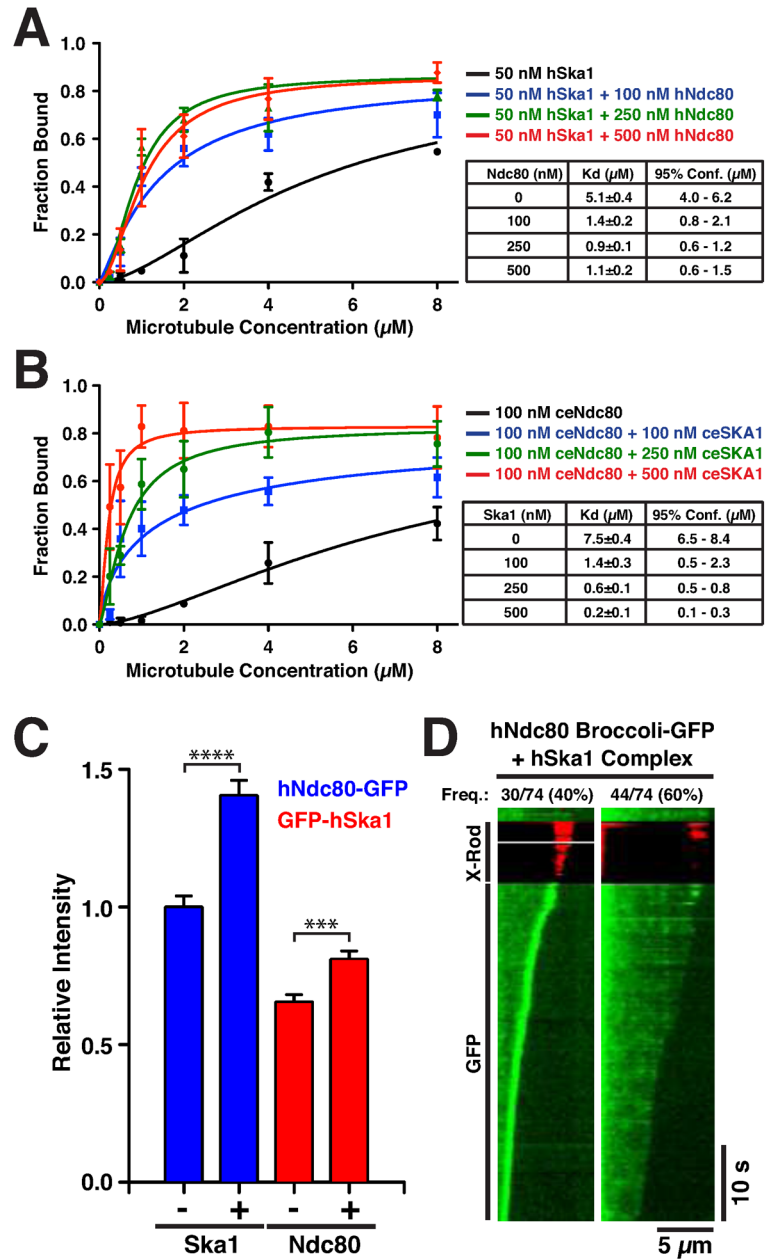 A
1.0
0.8
0.6
0.4
0.2
0.0
Fraction Bound
0 2 4 6 8
Microtubule Concentration (µM)
50 nM hSka1
50 nM hSka1 + 100 nM hNdc80
50 nM hSka1 + 250 nM hNdc80
50 nM hSka1 + 500 nM hNdc80
Ndc80 (nM) Kd (µM) 95% Conf. (µM)
0 5.1±0.4 4.0 - 6.2
100 1.4±0.2 0.8 - 2.1
250 0.9±0.1 0.6 - 1.2
500 1.1±0.2 0.6 - 1.5
B
1.0
0.8
0.6
0.4
0.2
0.0
Fraction Bound
0 2 4 6 8
Microtubule Concentration (µM)
100 nM ceNdc80
100 nM ceNdc80 + 100 nM ceSKA1
100 nM ceNdc80 + 250 nM ceSKA1
100 nM ceNdc80 + 500 nM ceSKA1
Ska1 (nM) Kd (µM) 95% Conf. (µM)
0 7.5±0.4 6.5 - 8.4
100 1.4±0.3 0.5 - 2.3
250 0.6±0.1 0.5 - 0.8
500 0.2±0.1 0.1 - 0.3
C
1.5
1.0
0.5
0.0
Relative Intensity
****
***
hNdc80-GFP
GFP-hSka1
- + - +
Ska1 Ndc80
D
hNdc80 Broccoli-GFP
+ hSka1 Complex
Freq.: 30/74 (40%) 44/74 (60%)
X-Rod
GFP
10 s
5 µm